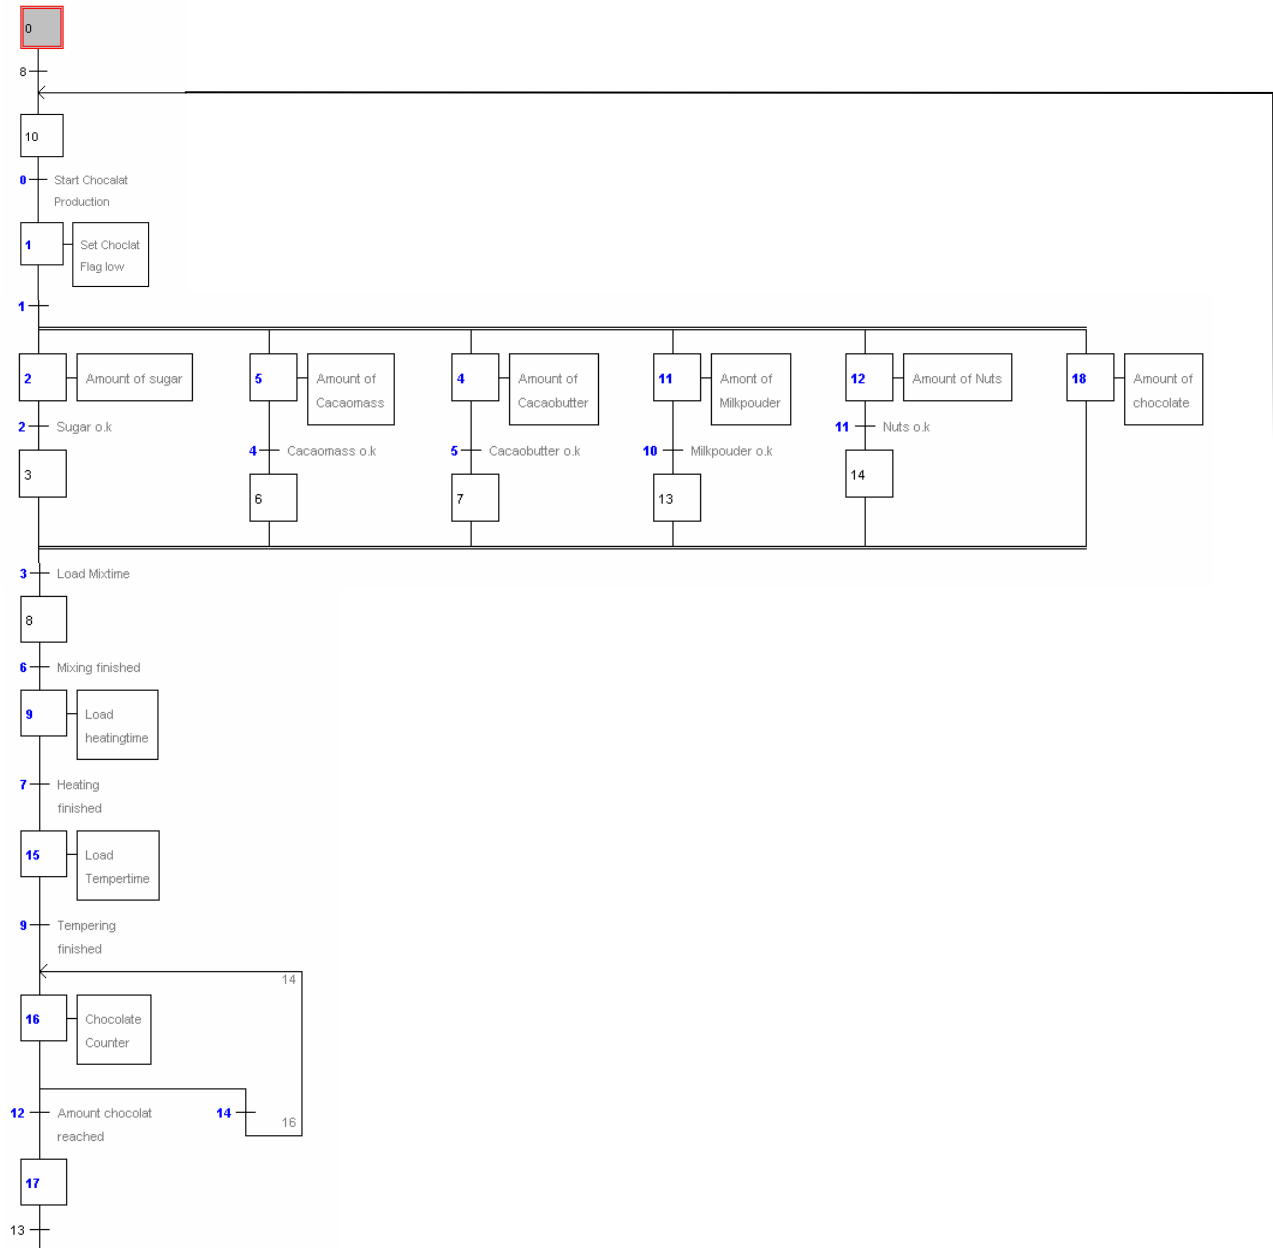 0
8
10
0 Start Chocalat
Production
1 Set Choclat
Flag low
1
2 Amount of sugar 5 Amount of 4 Amount of 11 Amont of 12 Amount of Nuts 18 Amount of
Cacaomass Cacaobutter Milkpouder chocolate
2 Sugar o.k 11 Nuts o.k
4 Cacaomass o.k 5 Cacaobutter o.k 10 Milkpouder o.k
3 14
6 7 13
3 Load Mixtime
8
6 Mixing finished
9 Load
heatingtime
7 Heating
finished
15 Load
Tempertime
9 Tempering
finished
14
16 Chocolate
Counter
12 Amount chocolat 14
16
reached
17
13